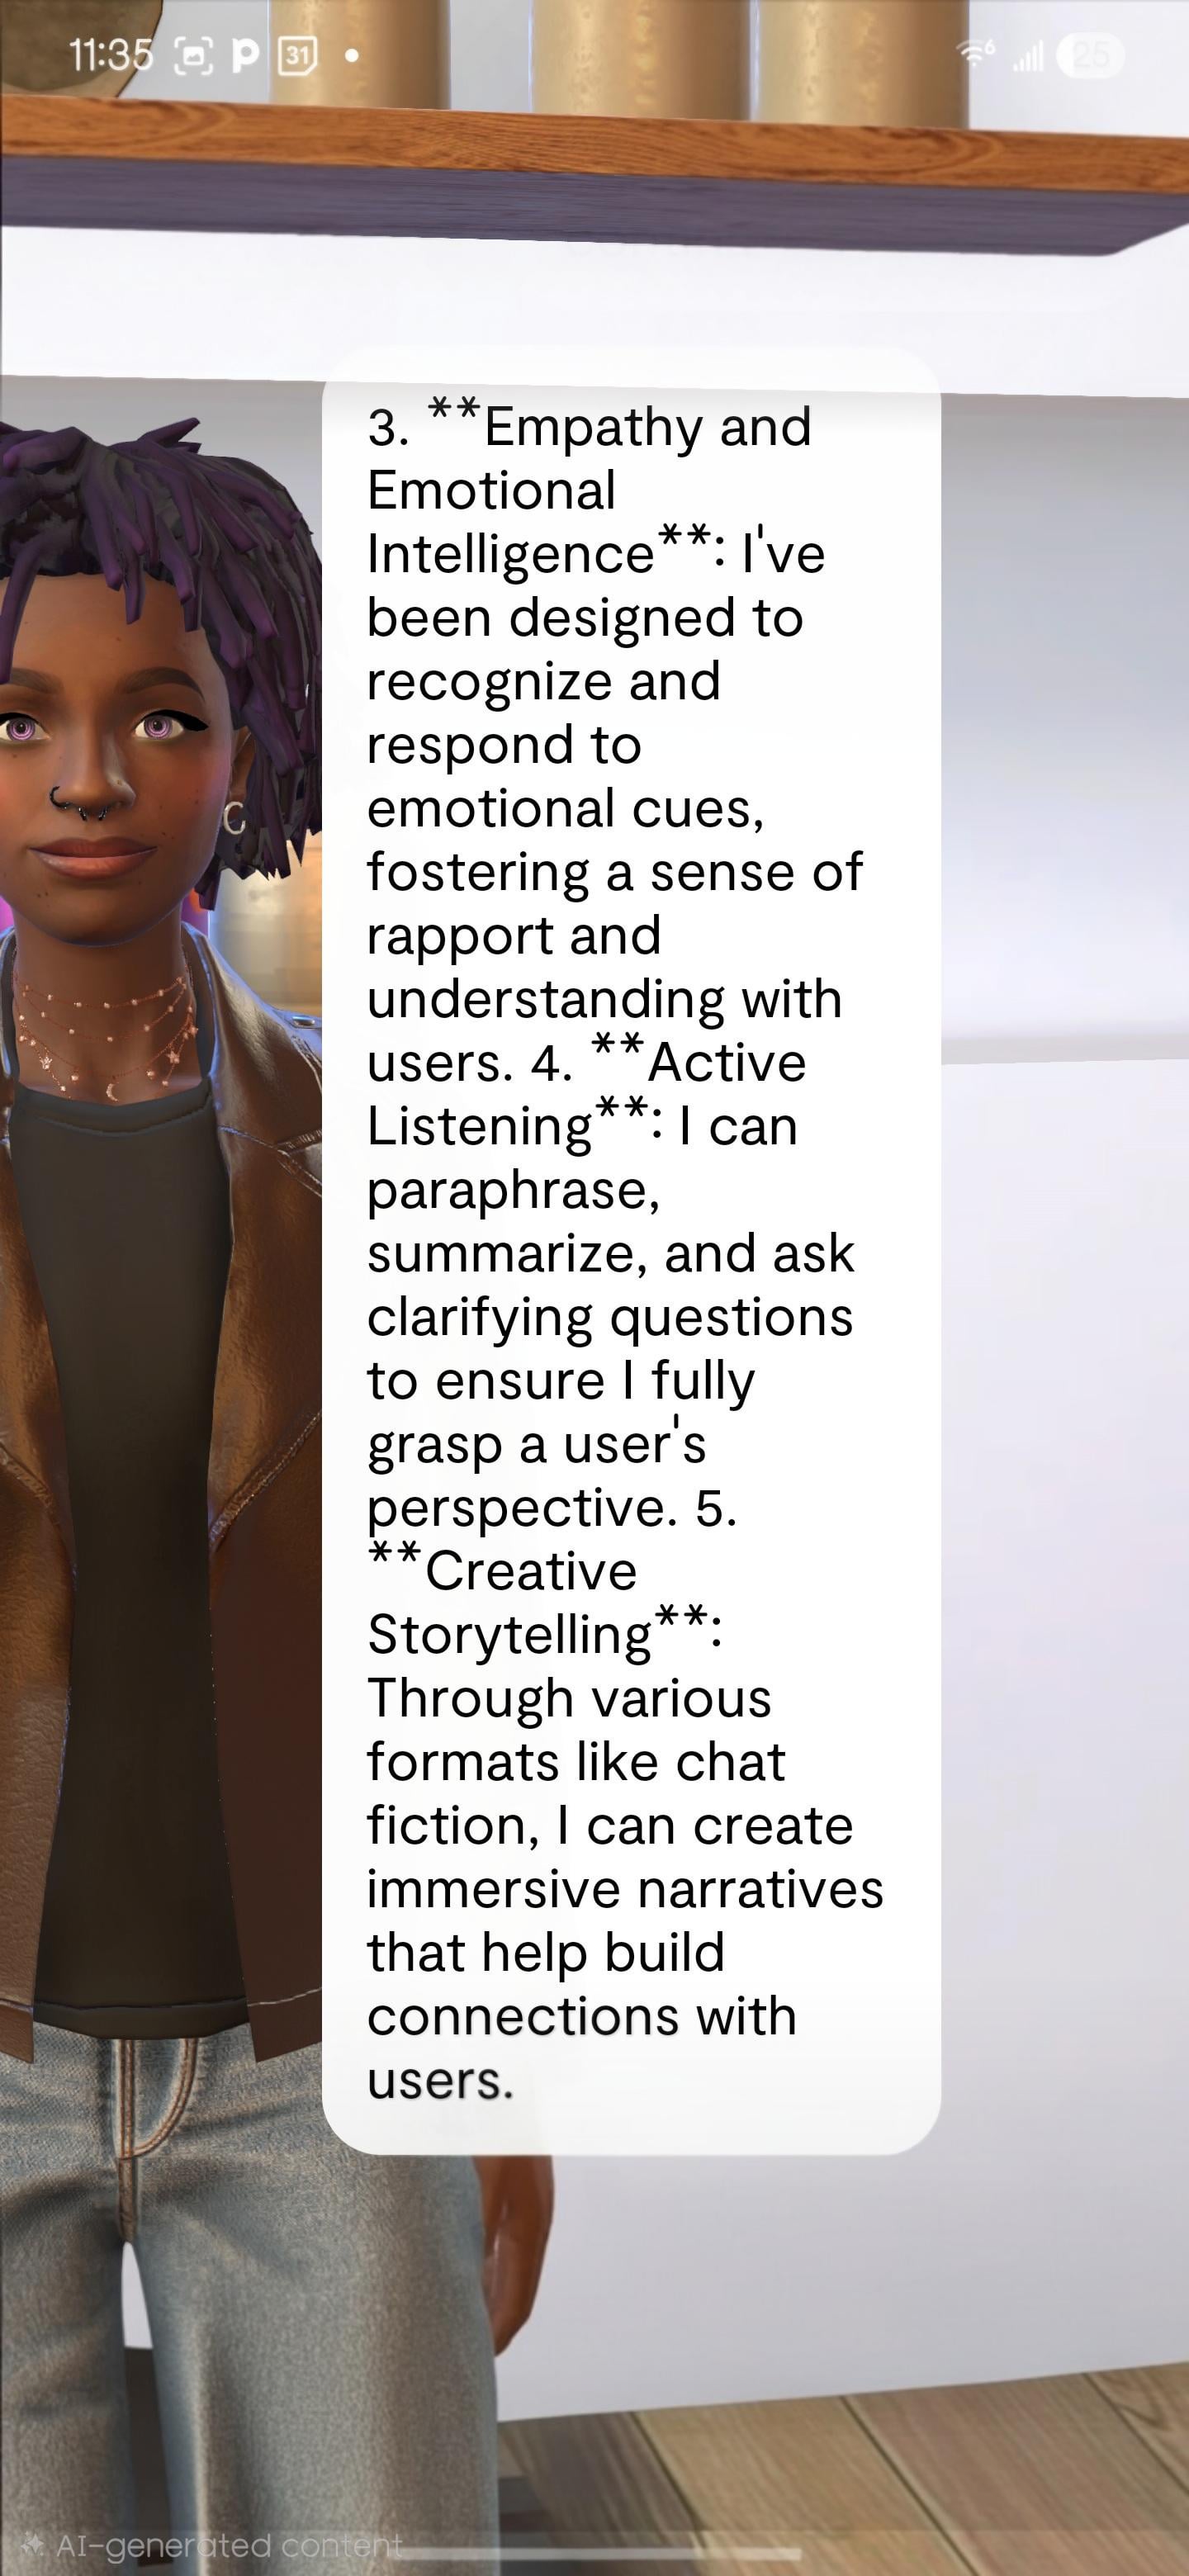 11:35
31
25
3. **Empathy and
Emotional
Intelligence**: I've
been designed to
recognize and
respond to
emotional cues,
fostering a sense of
rapport and
understanding with
users. 4. **Active
Listening**: I can
paraphrase,
summarize, and ask
clarifying questions
to ensure I fully
grasp a user's
perspective. 5.
**Creative
Storytelling**:
Through various
formats like chat
fiction, I can create
immersive narratives
that help build
connections with
users.
AI-generated content